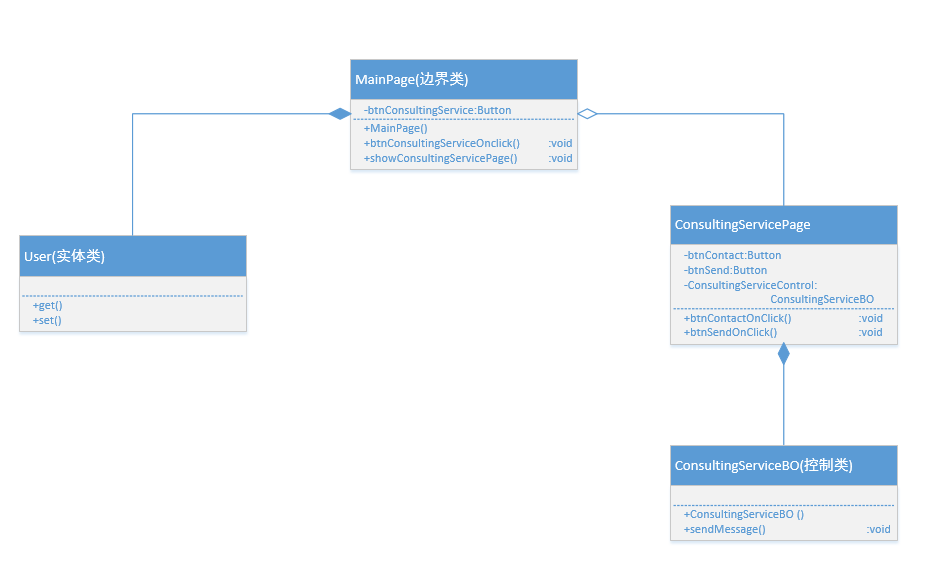 MainPage(边界类)
-btnConsultingService:Button
+MainPage()
+btnConsultingServiceOnclick() :void
+showConsultingServicePage() :void
User(实体类)
+get()
+set()
ConsultingServicePage
-btnContact:Button
-btnSend:Button
-ConsultingServiceControl:
ConsultingServiceBO
+btnContactOnClick() :void
+btnSendOnClick() :void
ConsultingServiceBO(控制类)
+ConsultingServiceBO ()
+sendMessage() :void